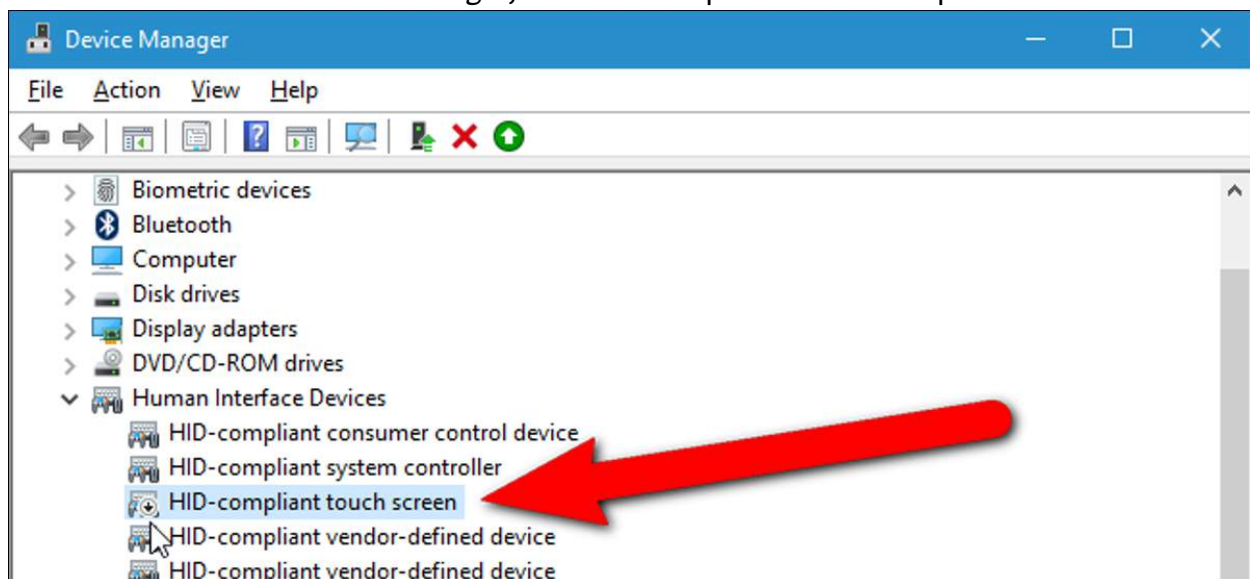 Device Manager
File Action View Help
Biometric devices
Bluetooth
Computer
Disk drives
Display adapters
DVD/CD-ROM drives
Human Interface Devices
HID-compliant consumer control device
HID-compliant system controller
HID-compliant touch screen
HID-compliant vendor-defined device
HID-compliant vendor-defined device